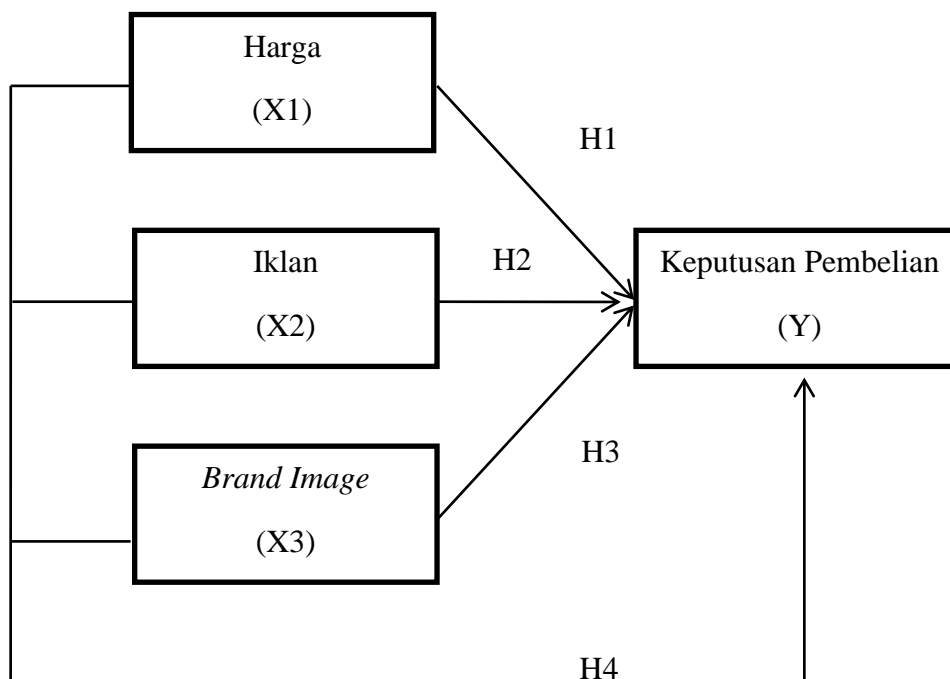 Harga
(X1)
H1
Iklan
(X2)
H2
Keputusan Pembelian
(Y)
Brand Image
(X3)
H3
H4